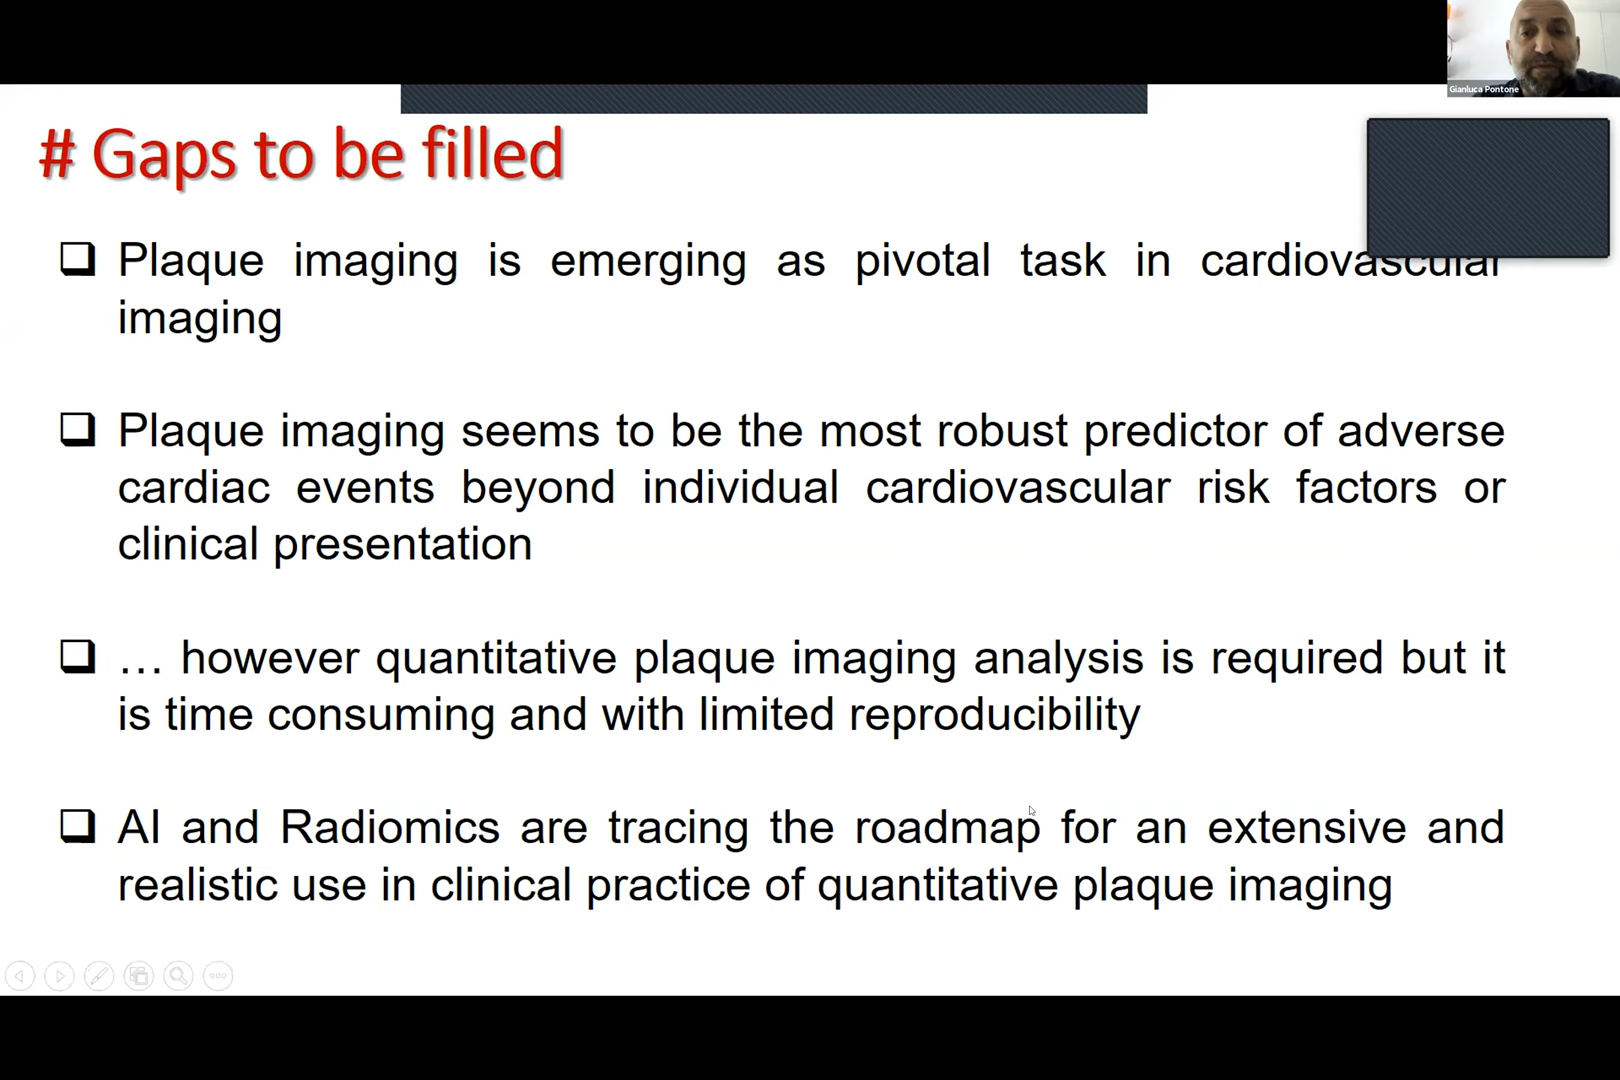 Gianluca Pontone
# Gaps to be filled
❑ Plaque imaging is emerging as pivotal task in cardiovascular
imaging
❑ Plaque imaging seems to be the most robust predictor of adverse
cardiac events beyond individual cardiovascular risk factors or
clinical presentation
❑ … however quantitative plaque imaging analysis is required but it
is time consuming and with limited reproducibility
❑ AI and Radiomics are tracing the roadmap for an extensive and
realistic use in clinical practice of quantitative plaque imaging